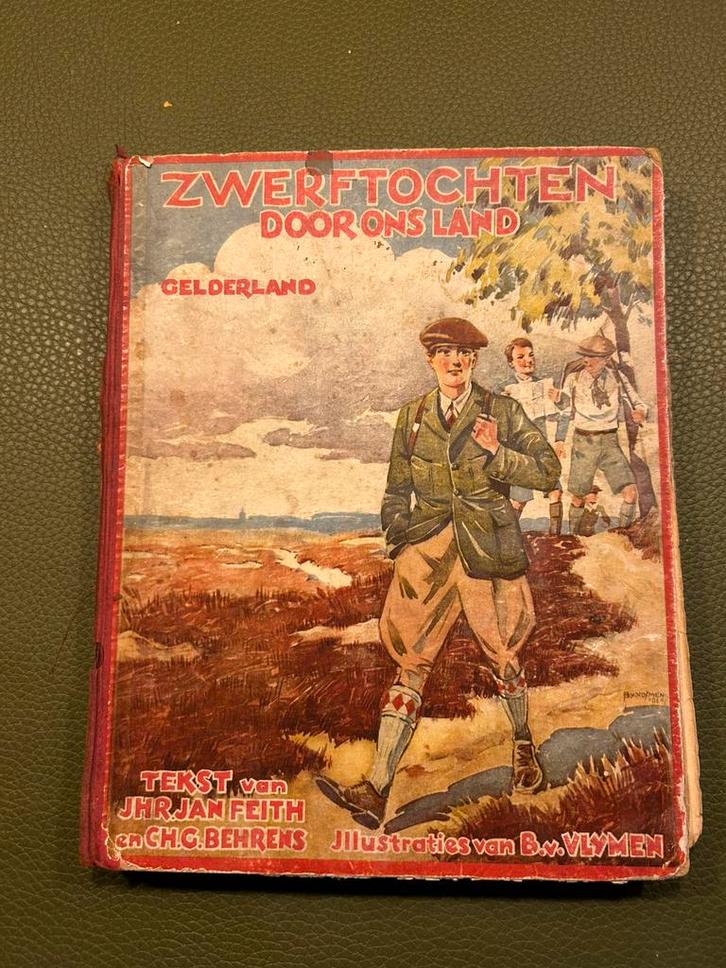 ZWERFTOCHTEN
DOOR ONS LAND
GELDERLAND
TEKST van
JHR. JAN FEITH
en CH.G. BEHRENS
Jllustraties van B.v. VLYMEN